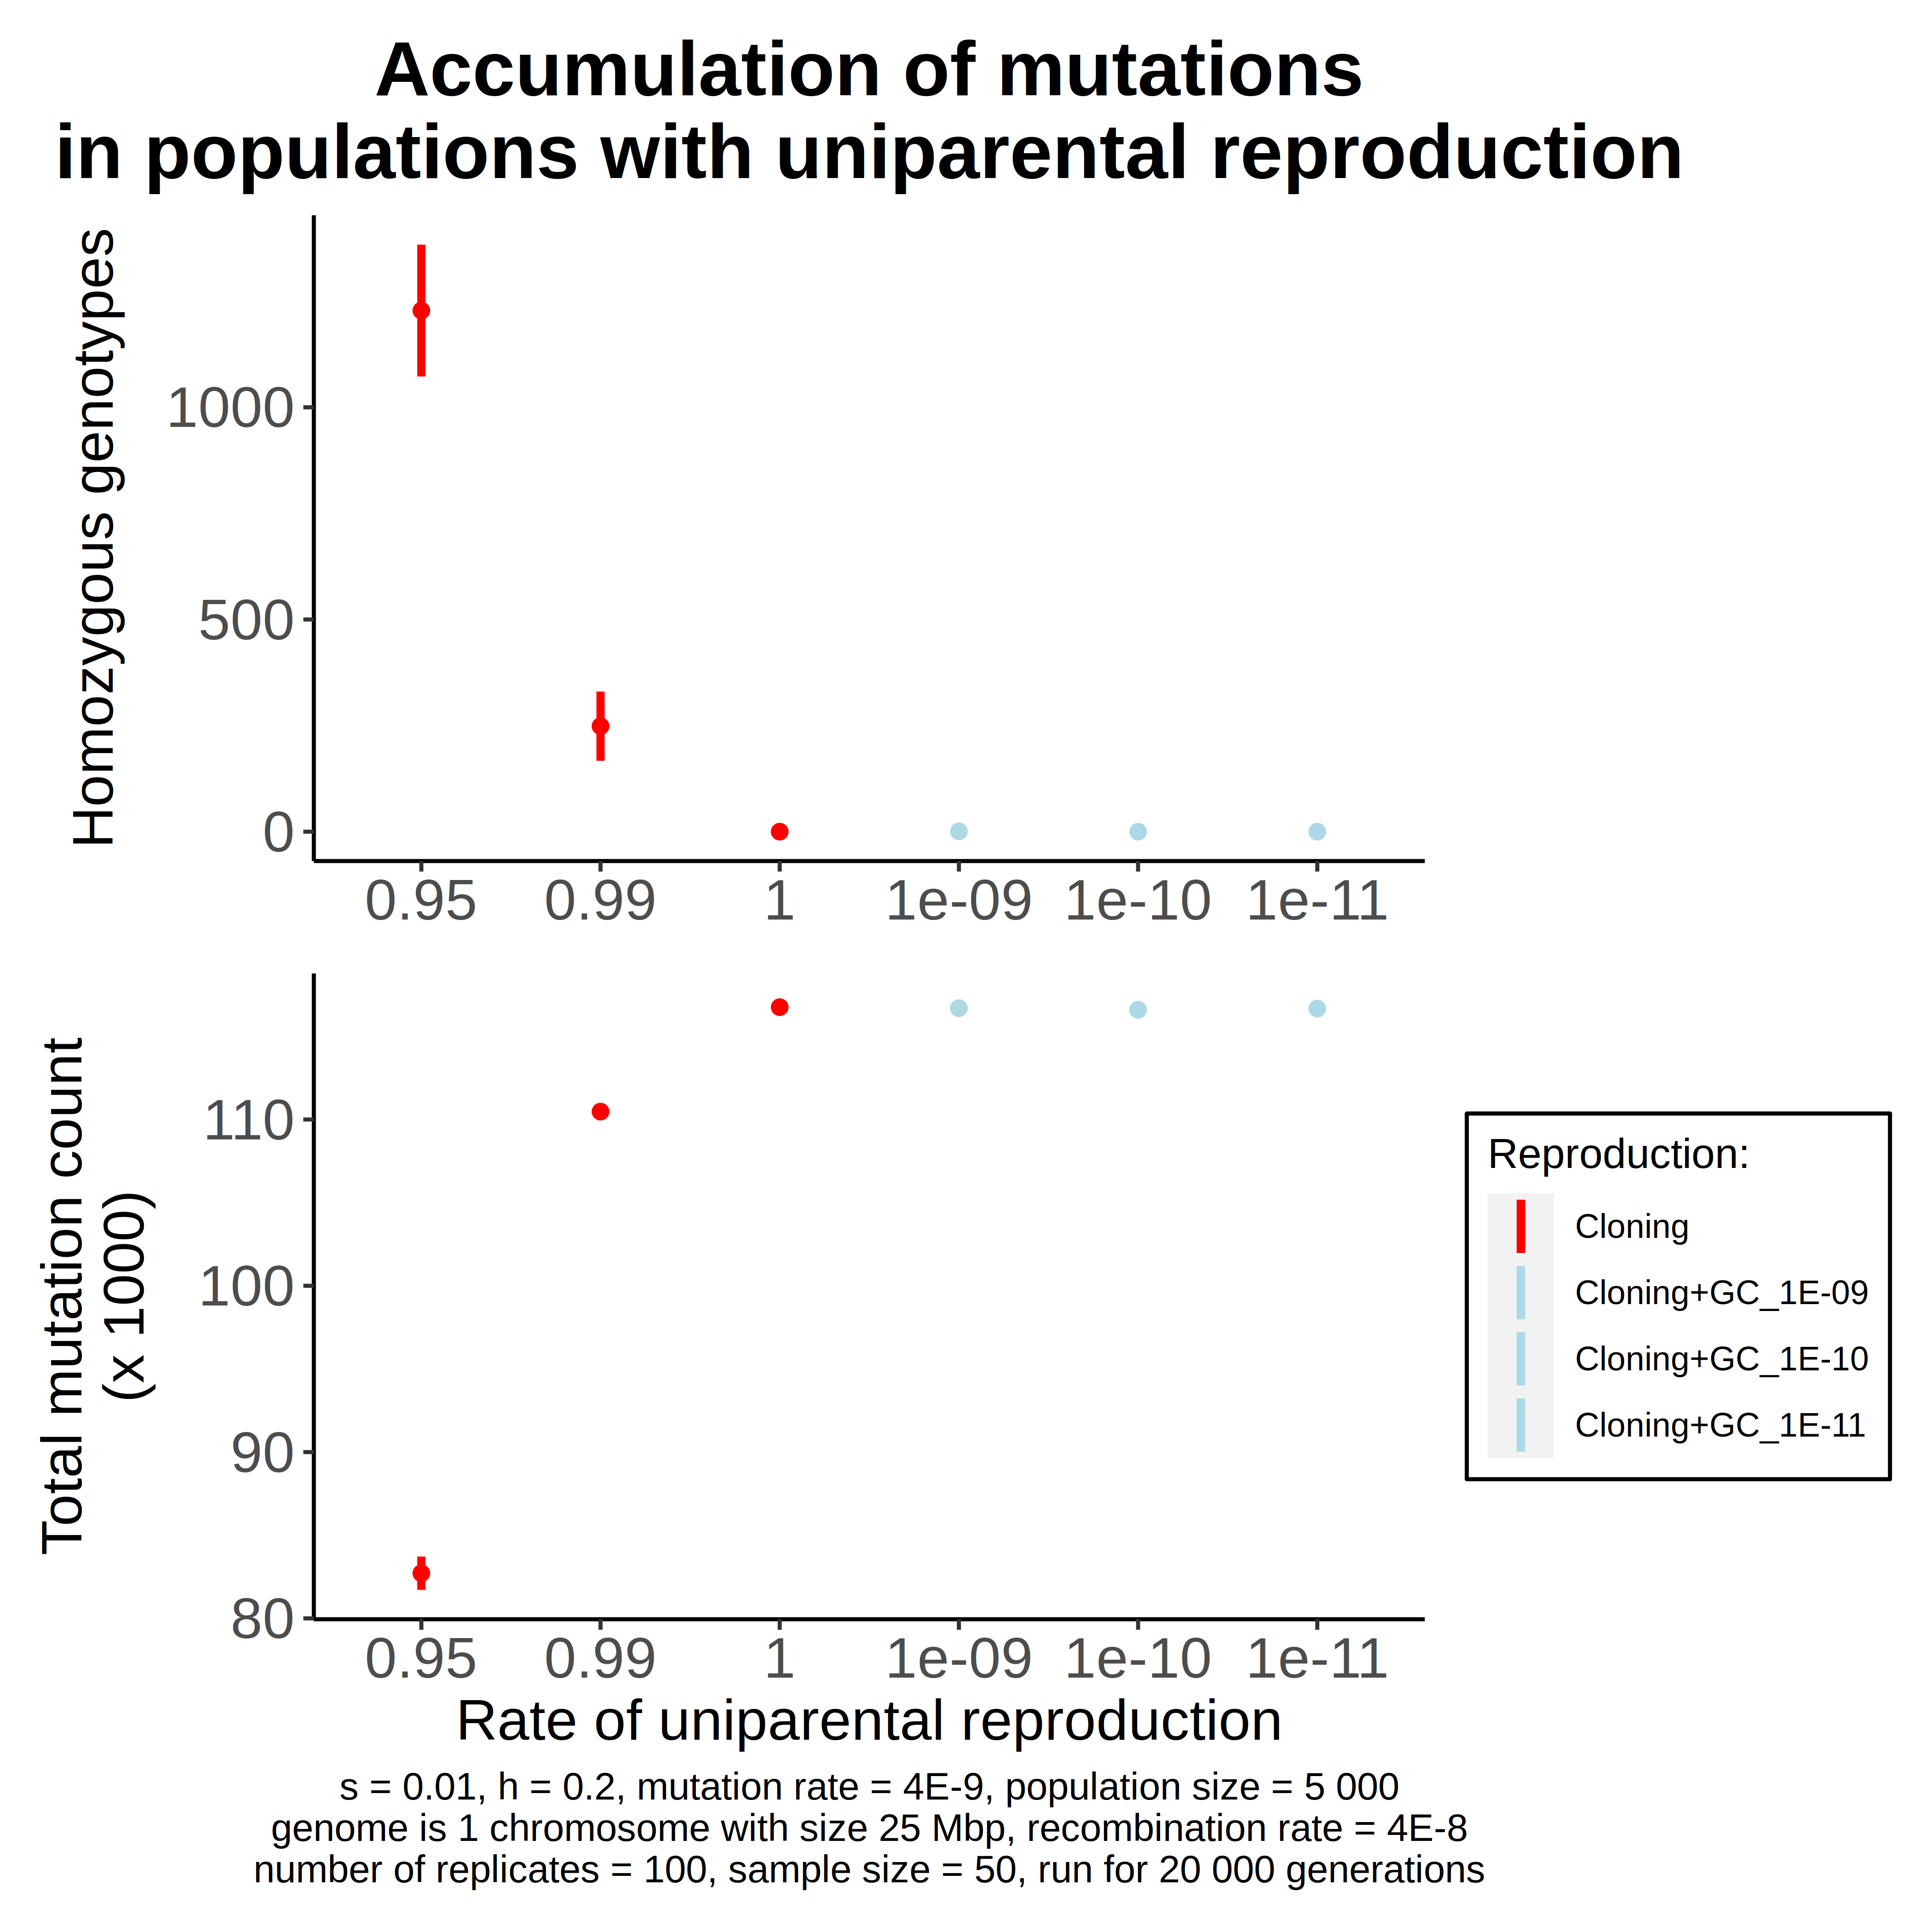 Accumulation of mutations
in populations with uniparental reproduction
Homozygous genotypes
1000
500
0
0.95 0.99 1 1e-09 1e-10 1e-11
Total mutation count
(x 1000)
110
100
90
80
0.95 0.99 1 1e-09 1e-10 1e-11
Rate of uniparental reproduction
Reproduction:
Cloning
Cloning+GC_1E-09
Cloning+GC_1E-10
Cloning+GC_1E-11
s = 0.01, h = 0.2, mutation rate = 4E-9, population size = 5 000
genome is 1 chromosome with size 25 Mbp, recombination rate = 4E-8
number of replicates = 100, sample size = 50, run for 20 000 generations